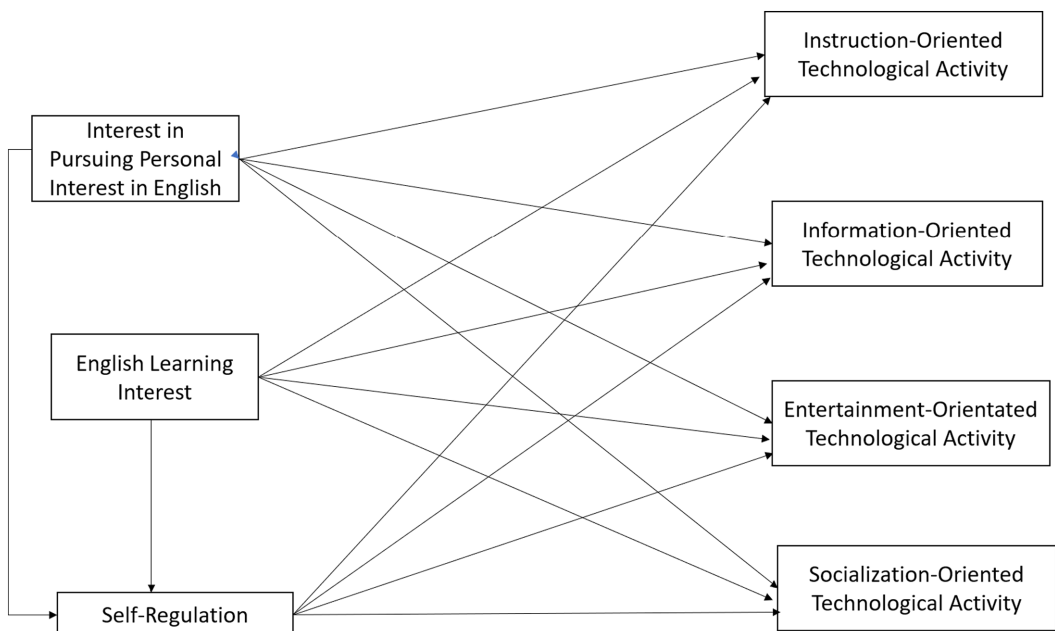 Instruction-Oriented
Technological Activity
Interest in
Pursuing Personal
Interest in English
Information-Oriented
Technological Activity
English Learning
Interest
Entertainment-Orientated
Technological Activity
Socialization-Oriented
Technological Activity
Self-Regulation